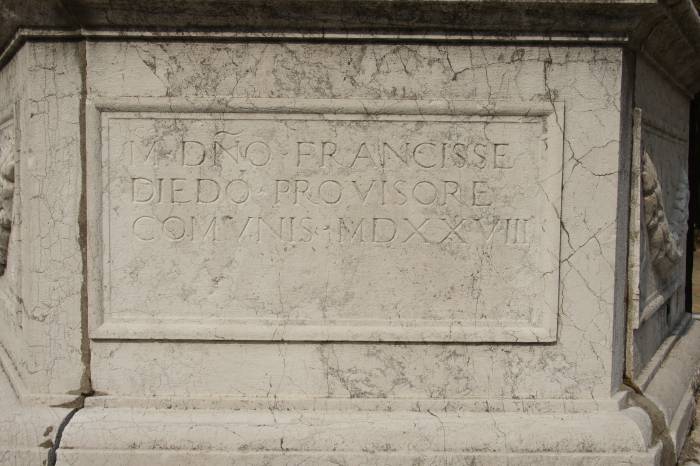 M · DÑO · FRANCISSE
DIEDO · PROVISORE
COMVNIS · MDXXVIII